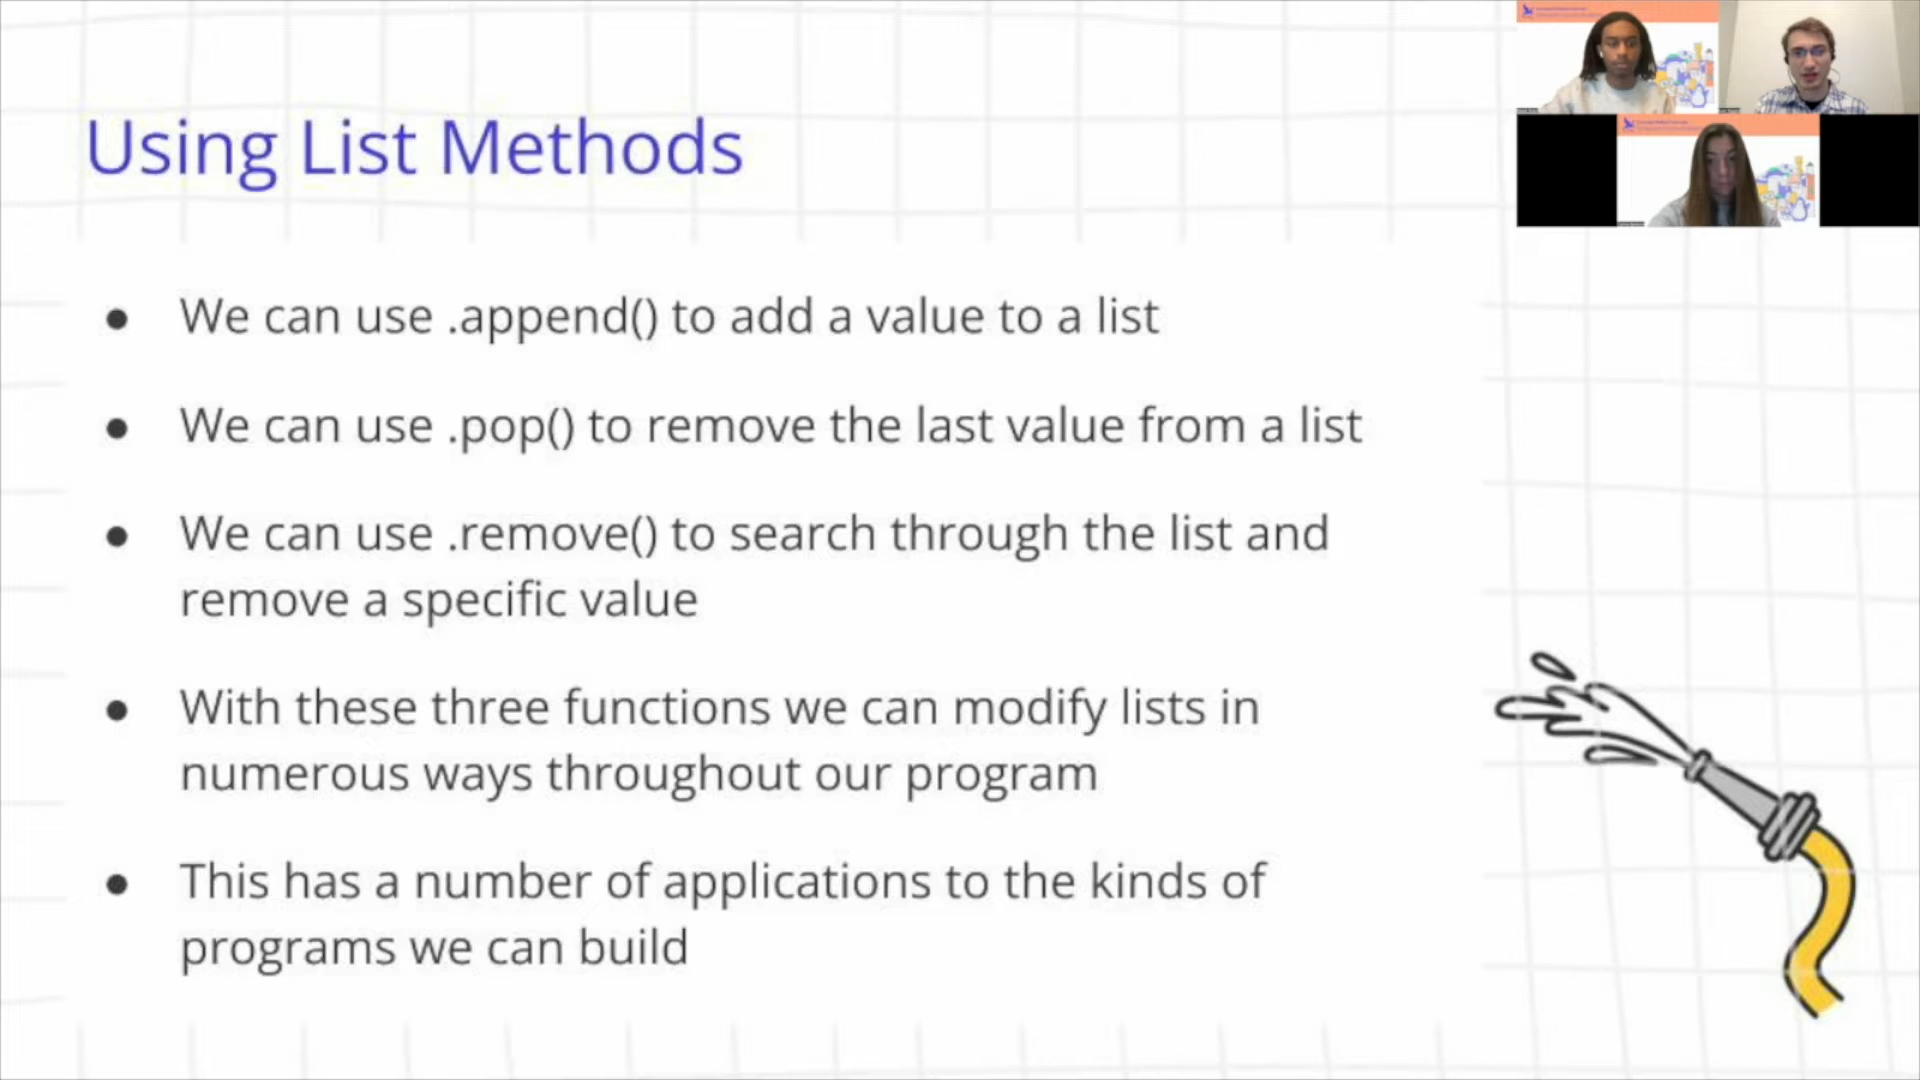 Using List Methods
● We can use .append() to add a value to a list
● We can use .pop() to remove the last value from a list
● We can use .remove() to search through the list and
remove a specific value
● With these three functions we can modify lists in
numerous ways throughout our program
● This has a number of applications to the kinds of
programs we can build